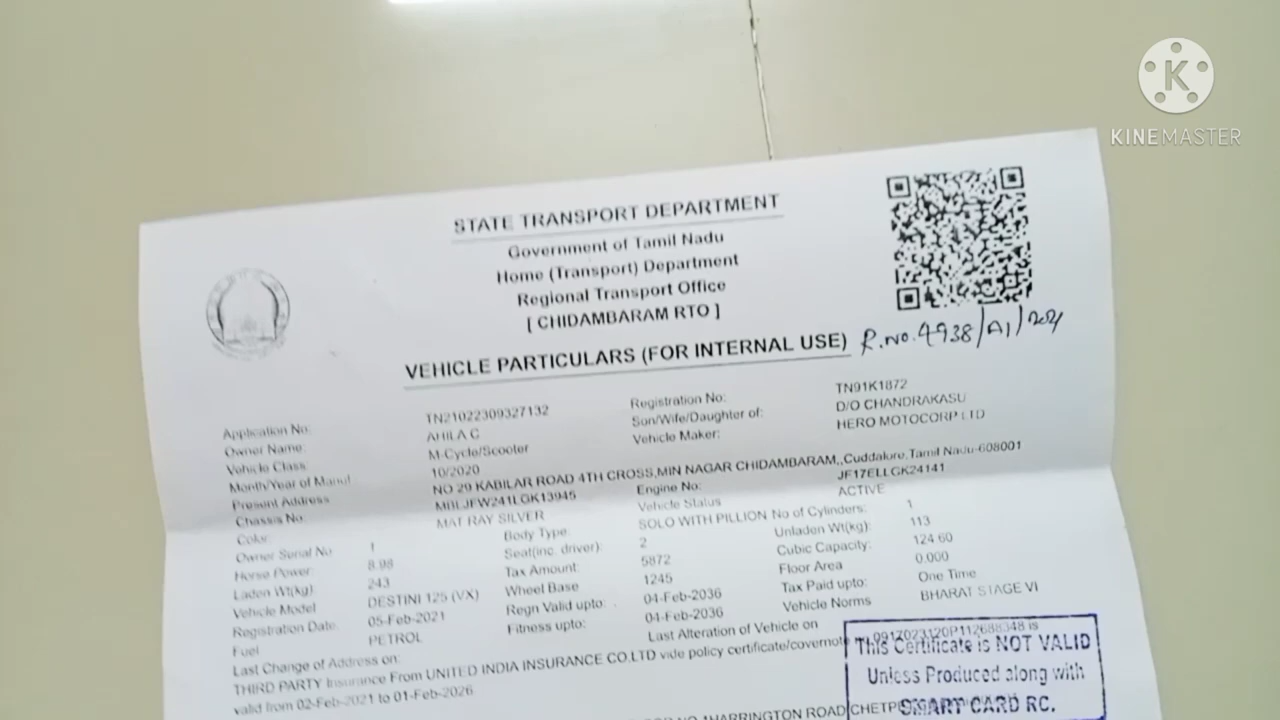 KINEMASTER
STATE TRANSPORT DEPARTMENT
Government of Tamil Nadu
Home (Transport) Department
Regional Transport Office
[ CHIDAMBARAM RTO ]
VEHICLE PARTICULARS (FOR INTERNAL USE) R.No. 4938/A1/2021
Application No: TN21022309327132 Registration No: TN91K1872
Owner Name: AHILA C Son/Wife/Daughter of: D/O CHANDRAKASU
Vehicle Class: M-Cycle/Scooter Vehicle Maker: HERO MOTOCORP LTD
Month/Year of Manuf 10/2020
Present Address NO 29 KABILAR ROAD 4TH CROSS,MIN NAGAR CHIDAMBARAM,,Cuddalore,Tamil Nadu-608001
Chassis No: MBLJFW241LGK13945 Engine No: JF17ELLGK24141
Color: MAT RAY SILVER Vehicle Status ACTIVE
Owner Serial No 1 Body Type: SOLO WITH PILLION No of Cylinders: 1
Horse Power: 8.98 Seat(inc. driver): 2 Unladen Wt(kg): 113
Laden Wt(kg): 243 Tax Amount: 5872 Cubic Capacity: 124.60
Vehicle Model DESTINI 125 (VX) Wheel Base 1245 Floor Area 0.000
Registration Date: 05-Feb-2021 Regn Valid upto: 04-Feb-2036 Tax Paid upto: One Time
Fuel PETROL Fitness upto: 04-Feb-2036 Vehicle Norms BHARAT STAGE VI
Last Change of Address on: Last Alteration of Vehicle on
THIRD PARTY Insurance From UNITED INDIA INSURANCE CO.LTD vide policy certificate/covernote is
valid from 02-Feb-2021 to 01-Feb-2026
HARRINGTON ROAD
This Certificate is NOT VALID
Unless Produced along with
SMART CARD RC.